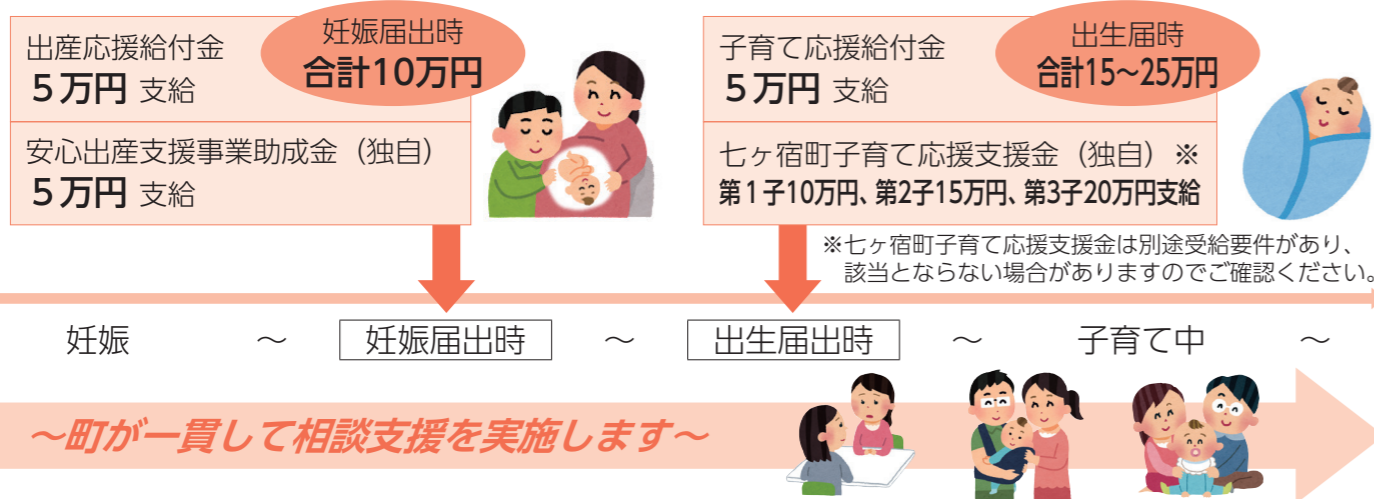 出産応援給付金
5万円 支給
妊娠届出時
合計10万円
安心出産支援事業助成金（独自）
5万円 支給
子育て応援給付金
5万円 支給
出生届時
合計15～25万円
七ヶ宿町子育て応援支援金（独自）※
第1子10万円、第2子15万円、第3子20万円支給
※七ヶ宿町子育て応援支援金は別途受給要件があり、
該当とならない場合がありますのでご確認ください。
妊娠 ～ 妊娠届出時 ～ 出生届出時 ～ 子育て中 ～
～町が一貫して相談支援を実施します～